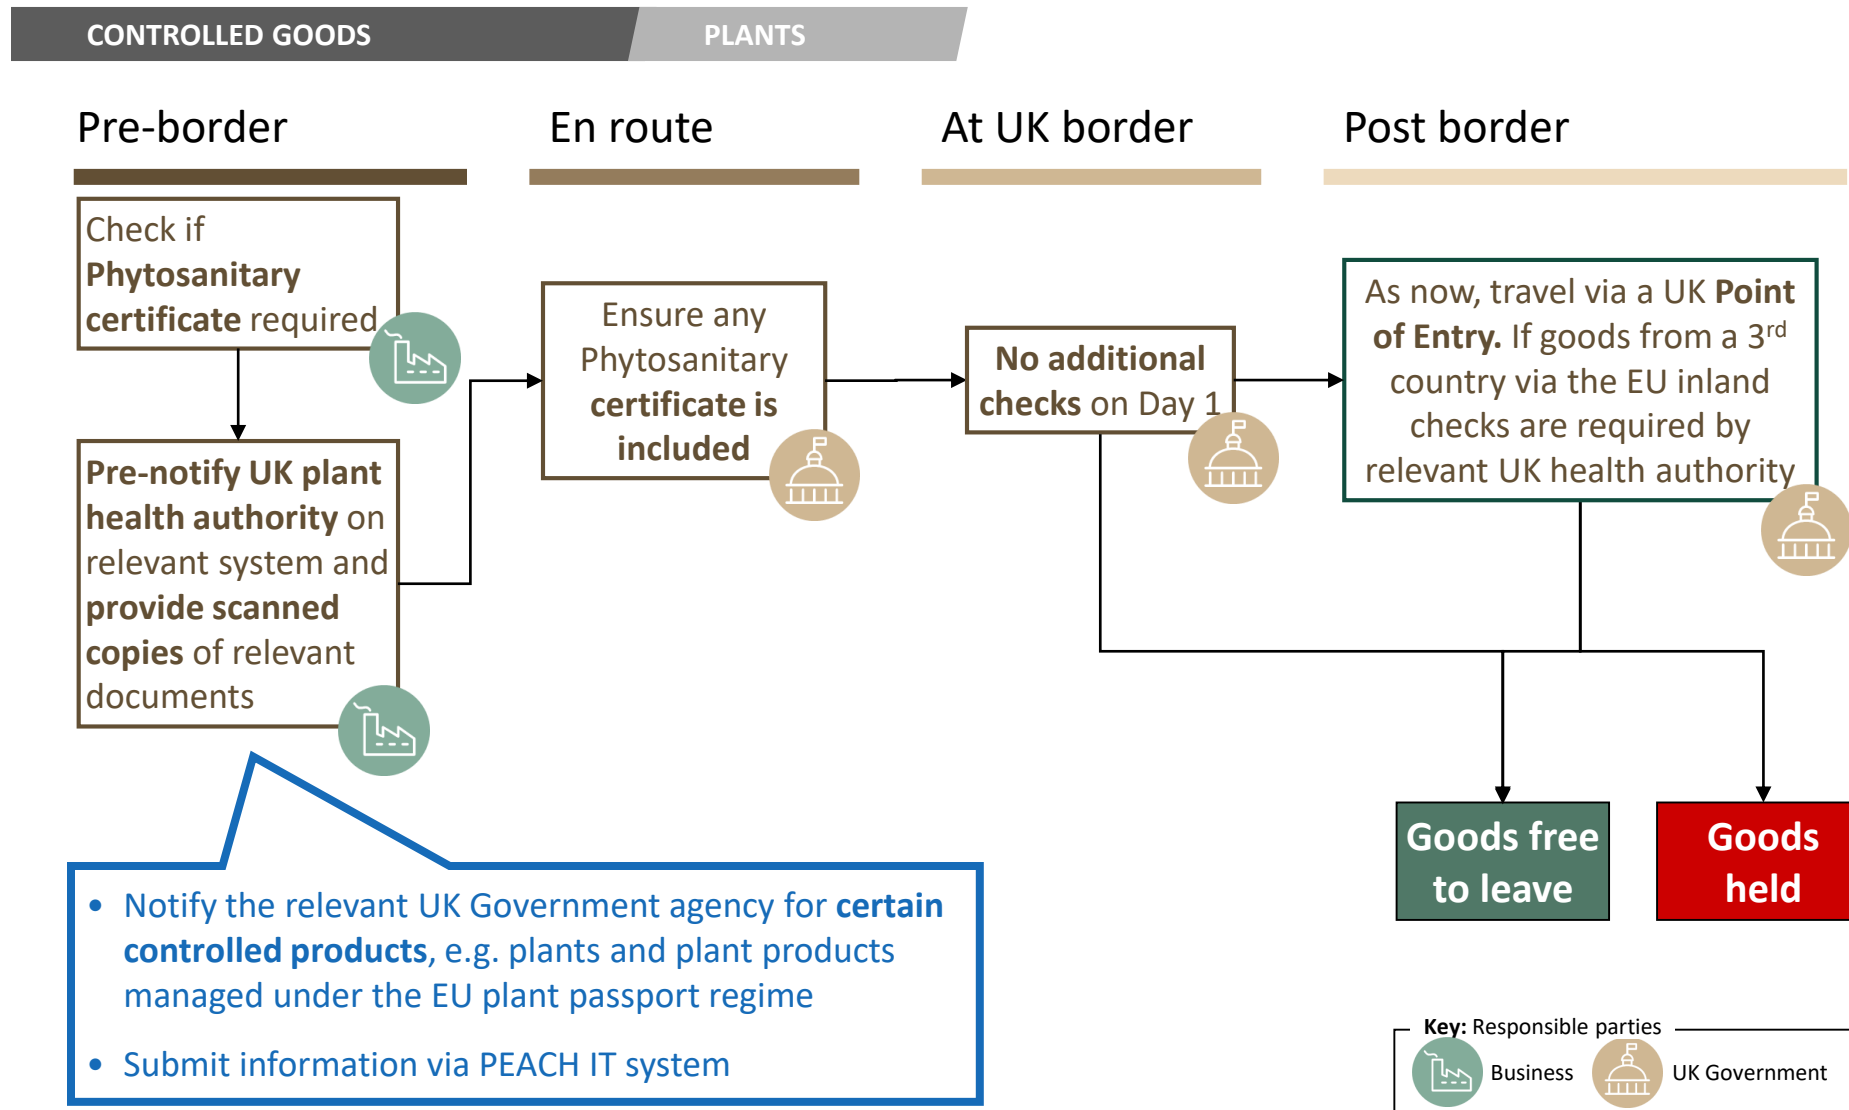 CONTROLLED GOODS
PLANTS
Pre-border
En route
At UK border
Post border
Check if
Phytosanitary
certificate required
Pre-notify UK plant
health authority on
relevant system and
provide scanned
copies of relevant
documents
Ensure any
Phytosanitary
certificate is
included
No additional
checks on Day 1
As now, travel via a UK Point
of Entry. If goods from a 3rd
country via the EU inland
checks are required by
relevant UK health authority
Goods free
to leave
Goods
held
• Notify the relevant UK Government agency for certain
controlled products, e.g. plants and plant products
managed under the EU plant passport regime
• Submit information via PEACH IT system
Key: Responsible parties
Business
UK Government